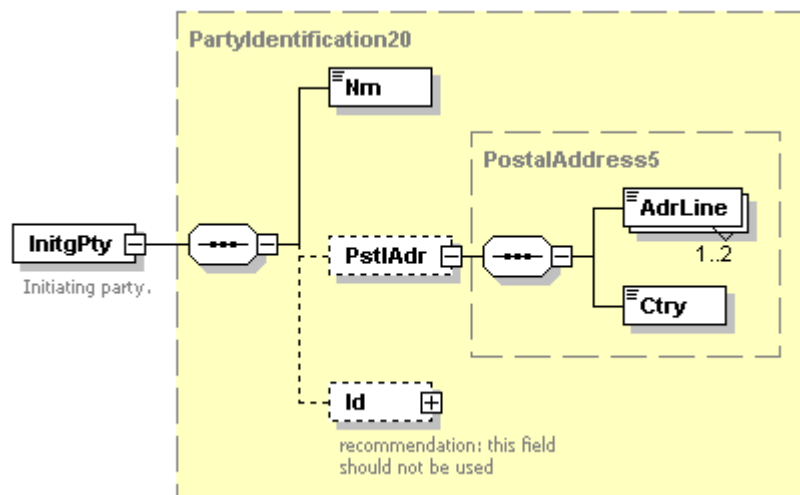 PartyIdentification20
Nm
PostalAddress5
AdrLine
1..2
InitgPty
Initiating party.
PstlAdr
Ctry
Id
recommendation: this field
should not be used